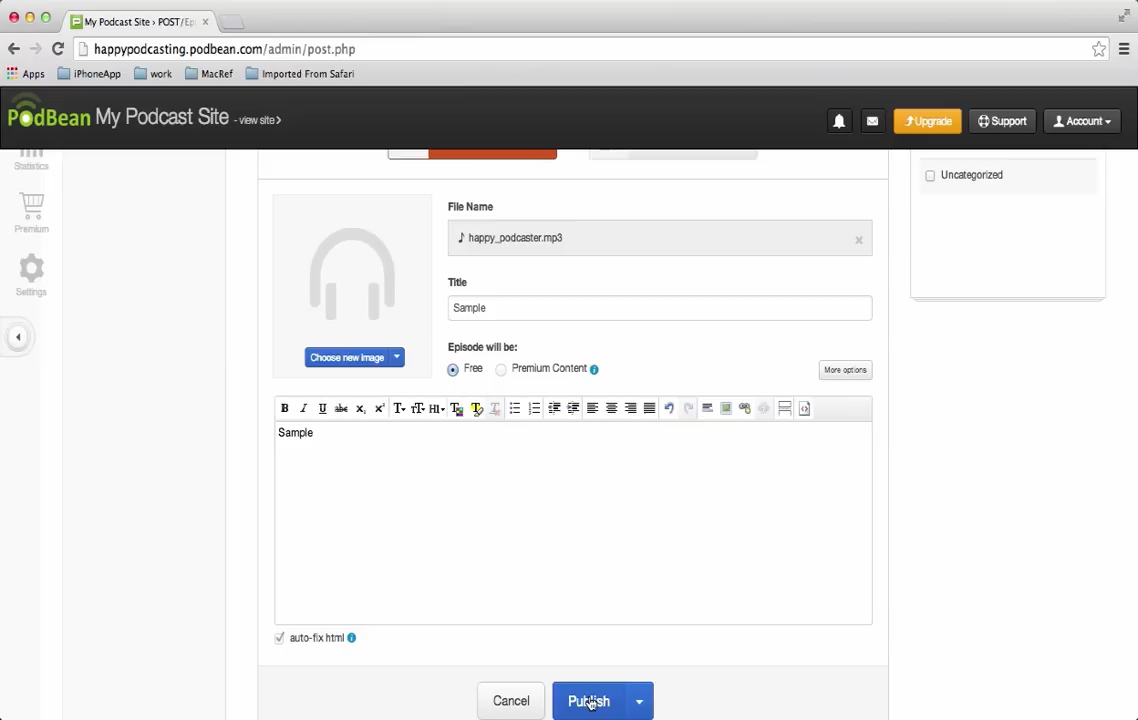 My Podcast Site › POST/Ep
happypodcasting.podbean.com/admin/post.php
Apps iPhoneApp work MacRef Imported From Safari
PodBean My Podcast Site - view site › Upgrade Support Account
Statistics
Uncategorized
File Name
happy_podcaster.mp3
Premium
Title
Settings
Sample
Episode will be:
Choose new image
Free Premium Content More options
Sample
auto-fix html
Cancel Publish